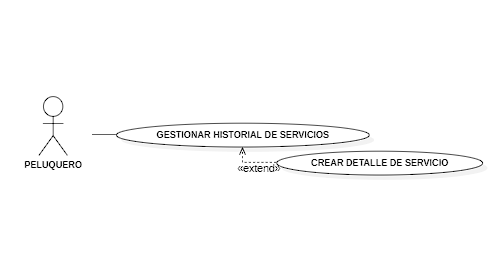 GESTIONAR HISTORIAL DE SERVICIOS
PELUQUERO
CREAR DETALLE DE SERVICIO
«extend»